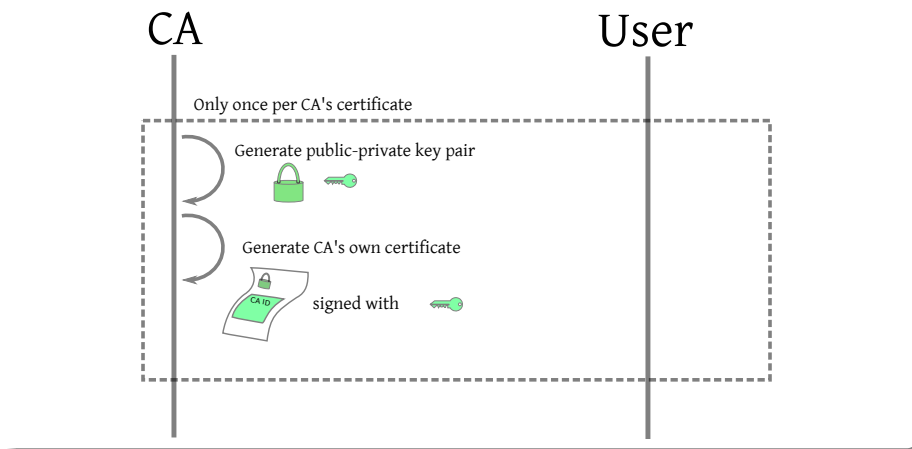 CA
User
Only once per CA's certificate
Generate public-private key pair
Generate CA's own certificate
CA ID
signed with